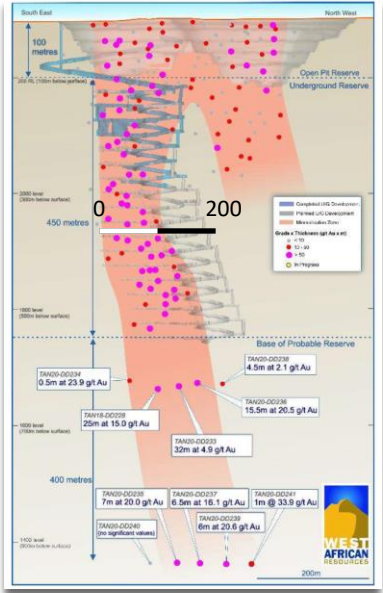 South East
North West
100
metres
Open Pit Reserve
Underground Reserve
0
200
450 metres
Completed U/G Development
Planned U/G Development
Mineralisation Zone
Grade x Thickness (g/t Au x m)
< 10
10 - 50
> 50
In Progress
Base of Probable Reserve
TAN20-DD234
0.5m at 23.9 g/t Au
TAN20-DD238
4.5m at 2.1 g/t Au
TAN20-DD236
15.5m at 20.5 g/t Au
TAN18-DD228
25m at 15.0 g/t Au
TAN20-DD233
32m at 4.9 g/t Au
400 metres
TAN20-DD235
7m at 20.0 g/t Au
TAN20-DD237
6.5m at 16.1 g/t Au
TAN20-DD241
1m @ 33.9 g/t Au
TAN20-DD240
(no significant values)
TAN20-DD239
6m at 20.6 g/t Au
WEST
AFRICAN
RESOURCES
200m